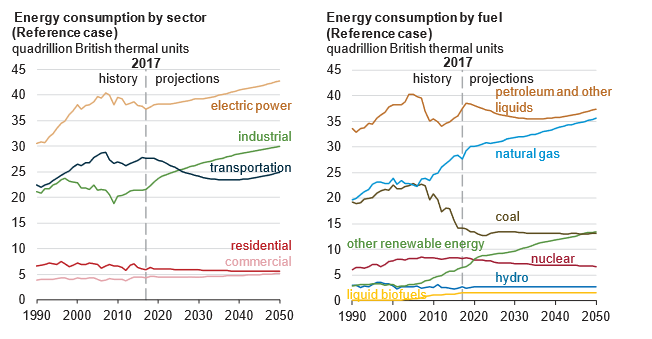 Energy consumption by sector
(Reference case)
quadrillion British thermal units
2017
history
projections
45
40
35
30
25
20
15
10
5
0
electric power
industrial
transportation
residential
commercial
1990
2000
2010
2020
2030
2040
2050
Energy consumption by fuel
(Reference case)
quadrillion British thermal units
2017
history
projections
45
40
35
30
25
20
15
10
5
0
petroleum and other
liquids
natural gas
coal
other renewable energy
nuclear
hydro
liquid biofuels
1990
2000
2010
2020
2030
2040
2050